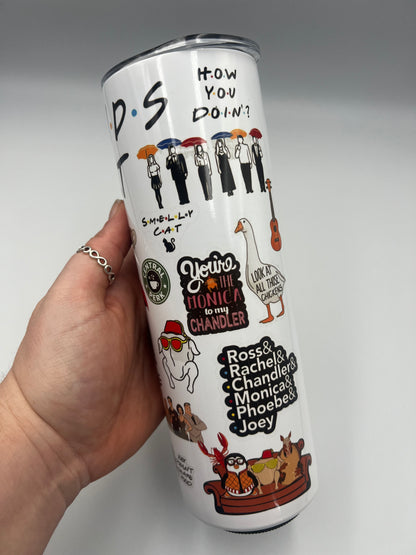 D·S
HOW
YOU
DOIN'?
SMELLY
CAT
You're
THE
MONICA
to my
CHANDLER
LOOK AT
ALL THOSE
CHICKENS
Ross&
Rachel&
Chandler&
Monica&
Phoebe&
Joey